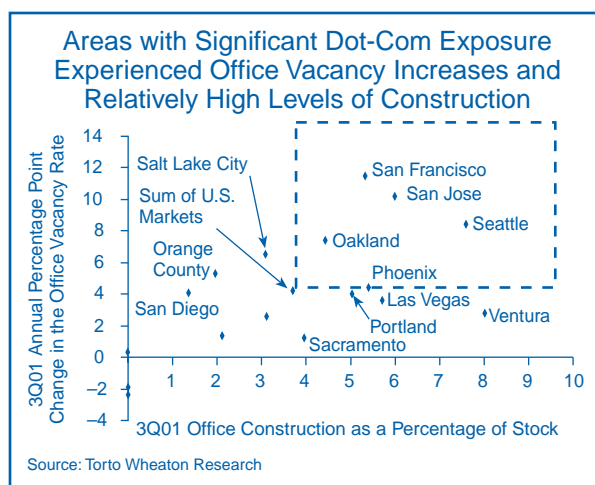 Areas with Significant Dot-Com Exposure
Experienced Office Vacancy Increases and
Relatively High Levels of Construction
3Q01 Annual Percentage Point
Change in the Office Vacancy Rate
14
12
10
8
6
4
2
0
–2
–4
Salt Lake City
Sum of U.S.
Markets
Orange
County
San Diego
San Francisco
San Jose
Seattle
Oakland
Phoenix
Las Vegas
Portland
Ventura
Sacramento
1 2 3 4 5 6 7 8 9 10
3Q01 Office Construction as a Percentage of Stock
Source: Torto Wheaton Research